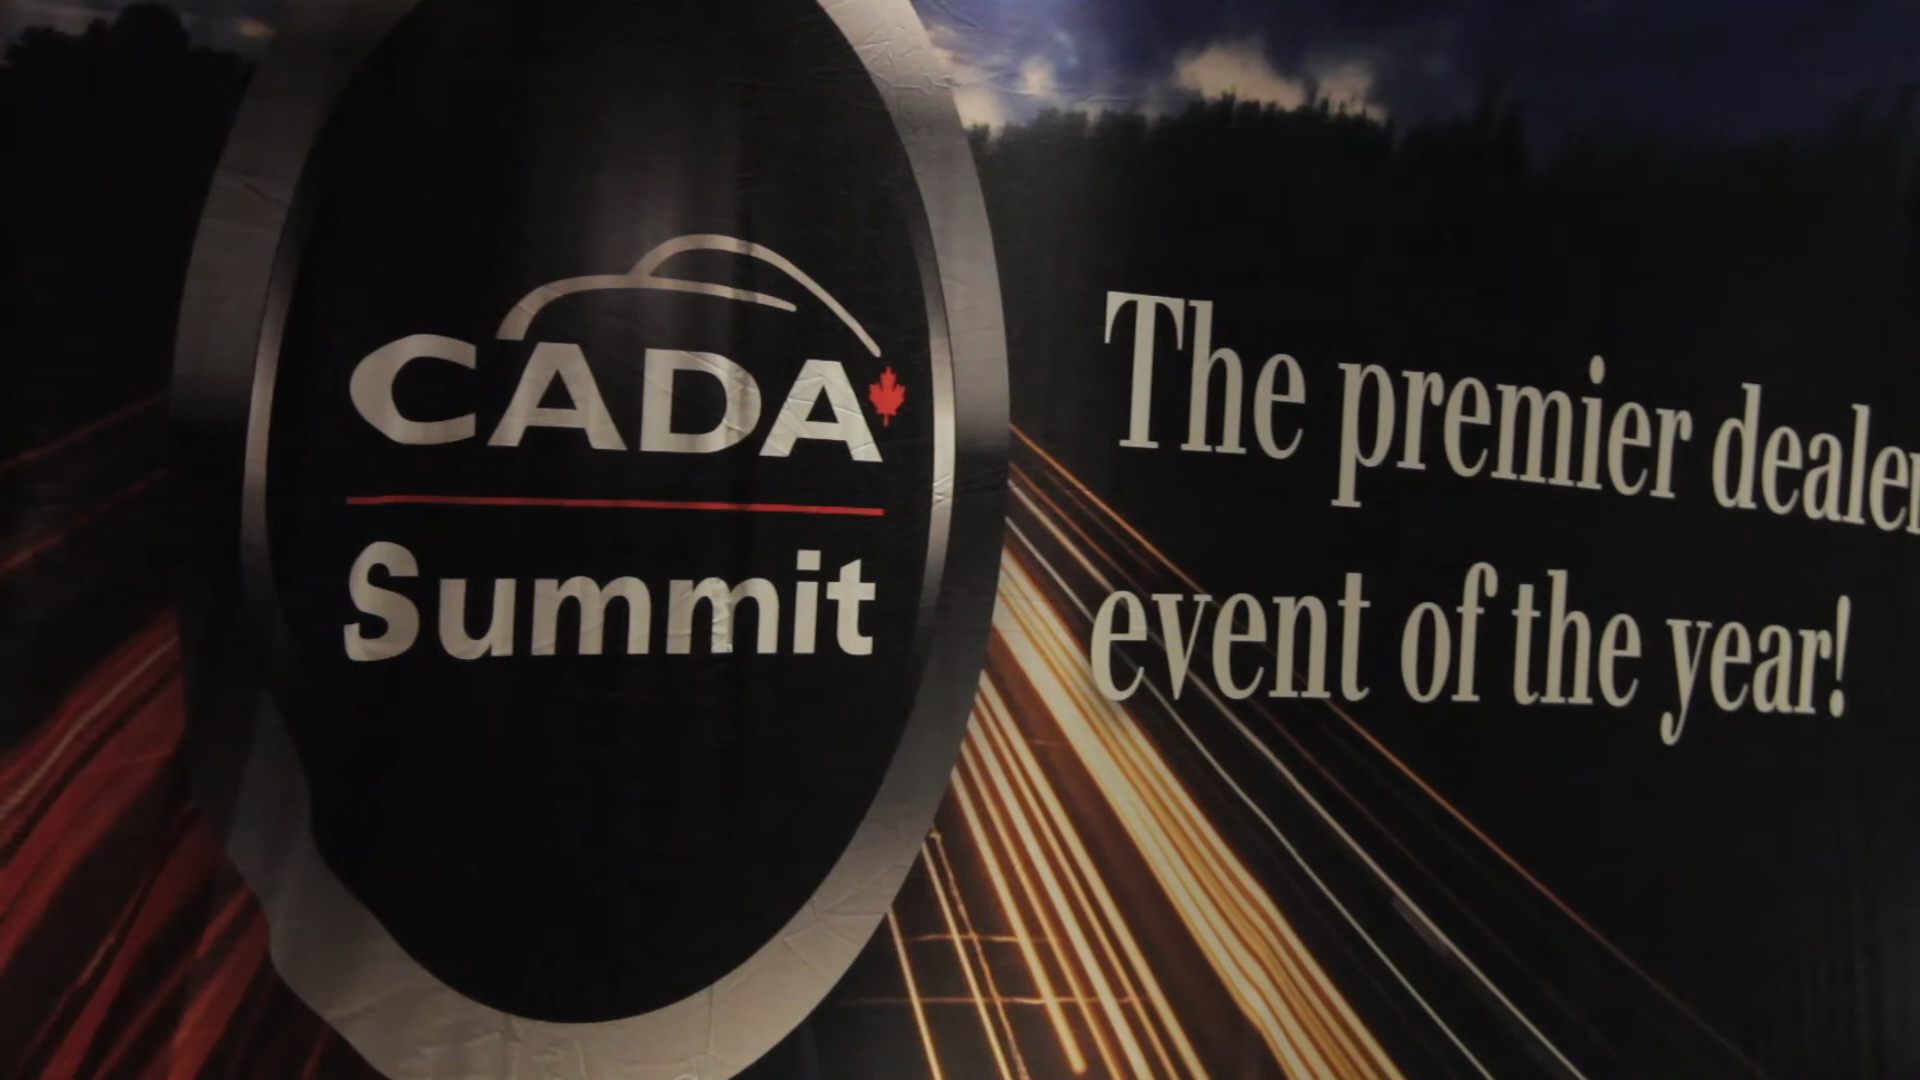 CADA
Summit
The premier dealer
event of the year!